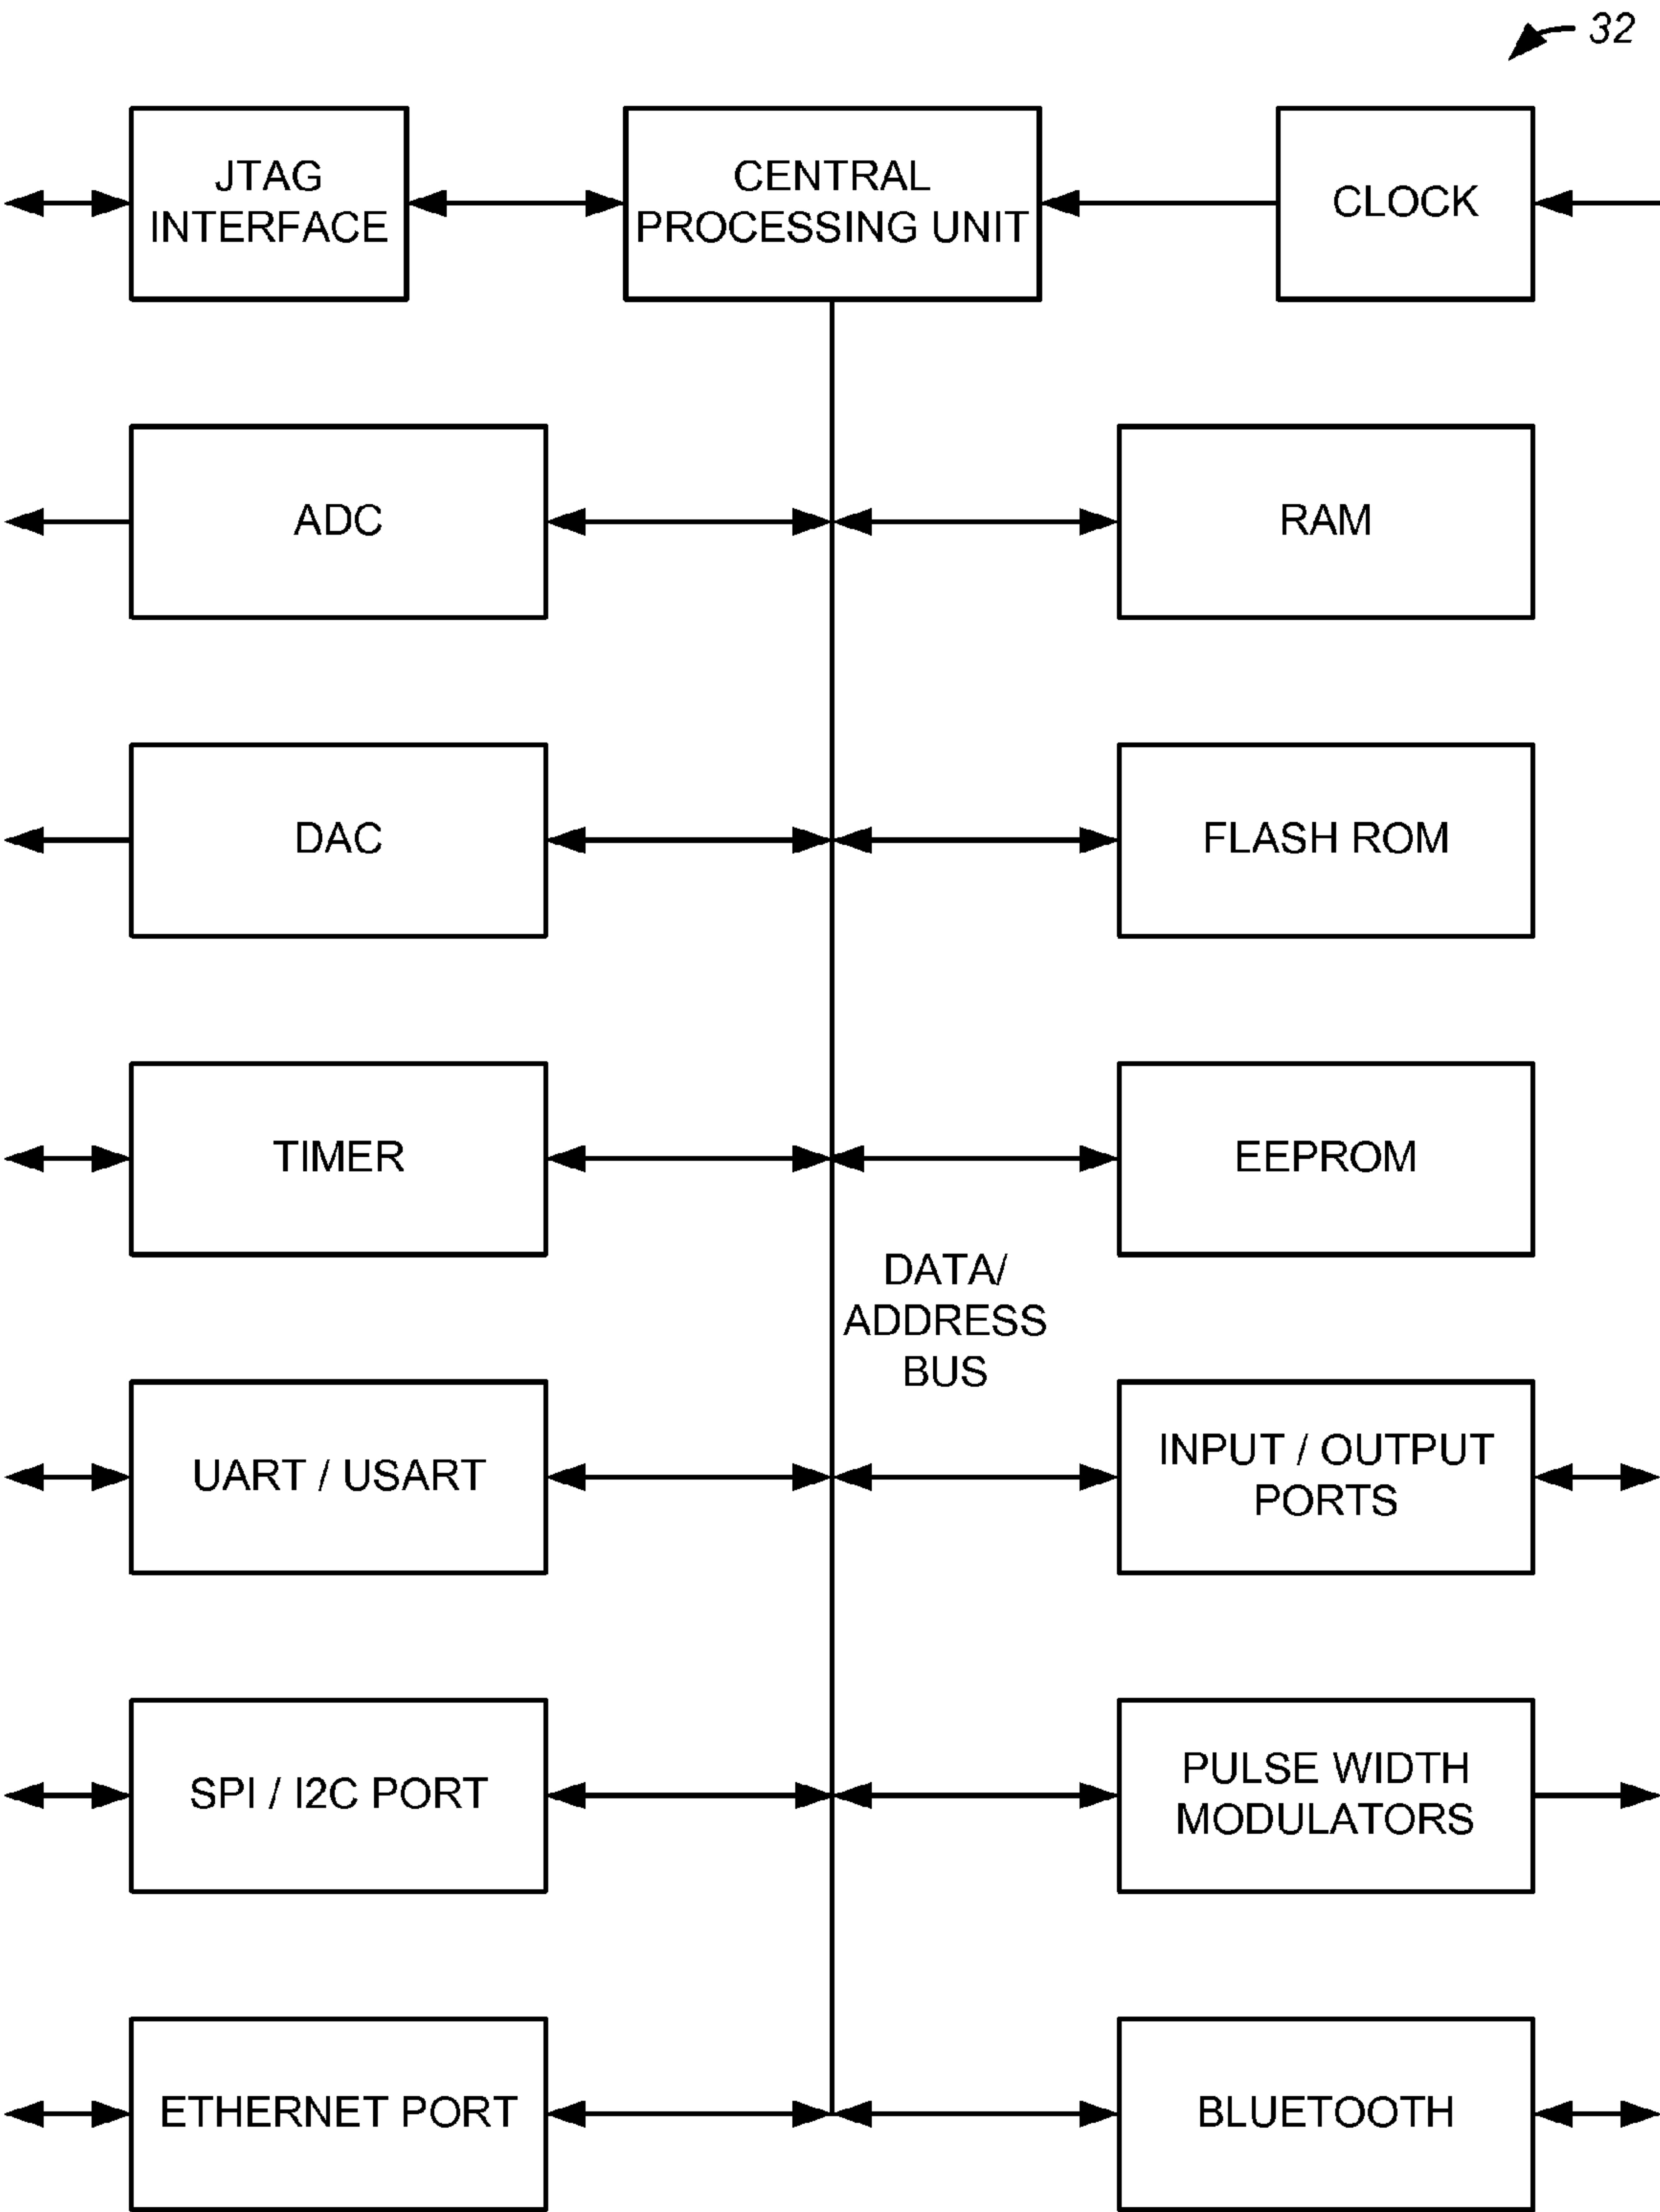 32
JTAG
INTERFACE
CENTRAL
PROCESSING UNIT
CLOCK
ADC
RAM
DAC
FLASH ROM
TIMER
EEPROM
DATA/
ADDRESS
BUS
UART / USART
INPUT / OUTPUT
PORTS
SPI / I2C PORT
PULSE WIDTH
MODULATORS
ETHERNET PORT
BLUETOOTH